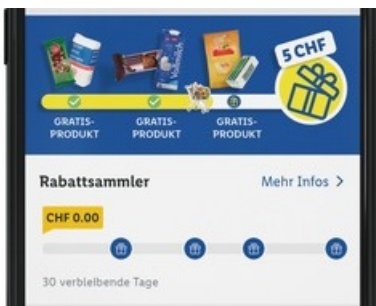 5 CHF
GRATIS-
PRODUKT
GRATIS-
PRODUKT
GRATIS-
PRODUKT
Rabattsammler
Mehr Infos >
CHF 0.00
30 verbleibende Tage